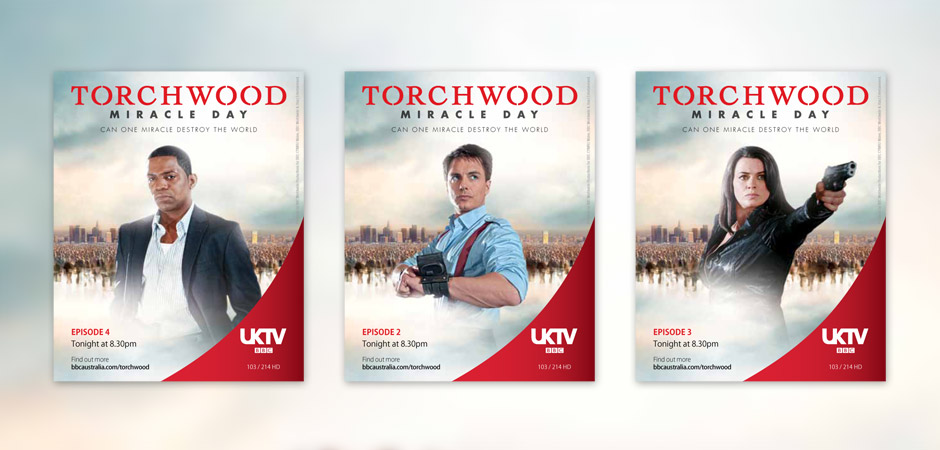 TORCHWOOD
MIRACLE DAY
CAN ONE MIRACLE DESTROY THE WORLD
EPISODE 4
Tonight at 8.30pm
Find out more
bbcaustralia.com/torchwood
UKTV
BBC
103 / 214 HD
TORCHWOOD
MIRACLE DAY
CAN ONE MIRACLE DESTROY THE WORLD
EPISODE 2
Tonight at 8.30pm
Find out more
bbcaustralia.com/torchwood
UKTV
BBC
103 / 214 HD
TORCHWOOD
MIRACLE DAY
CAN ONE MIRACLE DESTROY THE WORLD
EPISODE 3
Tonight at 8.30pm
Find out more
bbcaustralia.com/torchwood
UKTV
BBC
103 / 214 HD